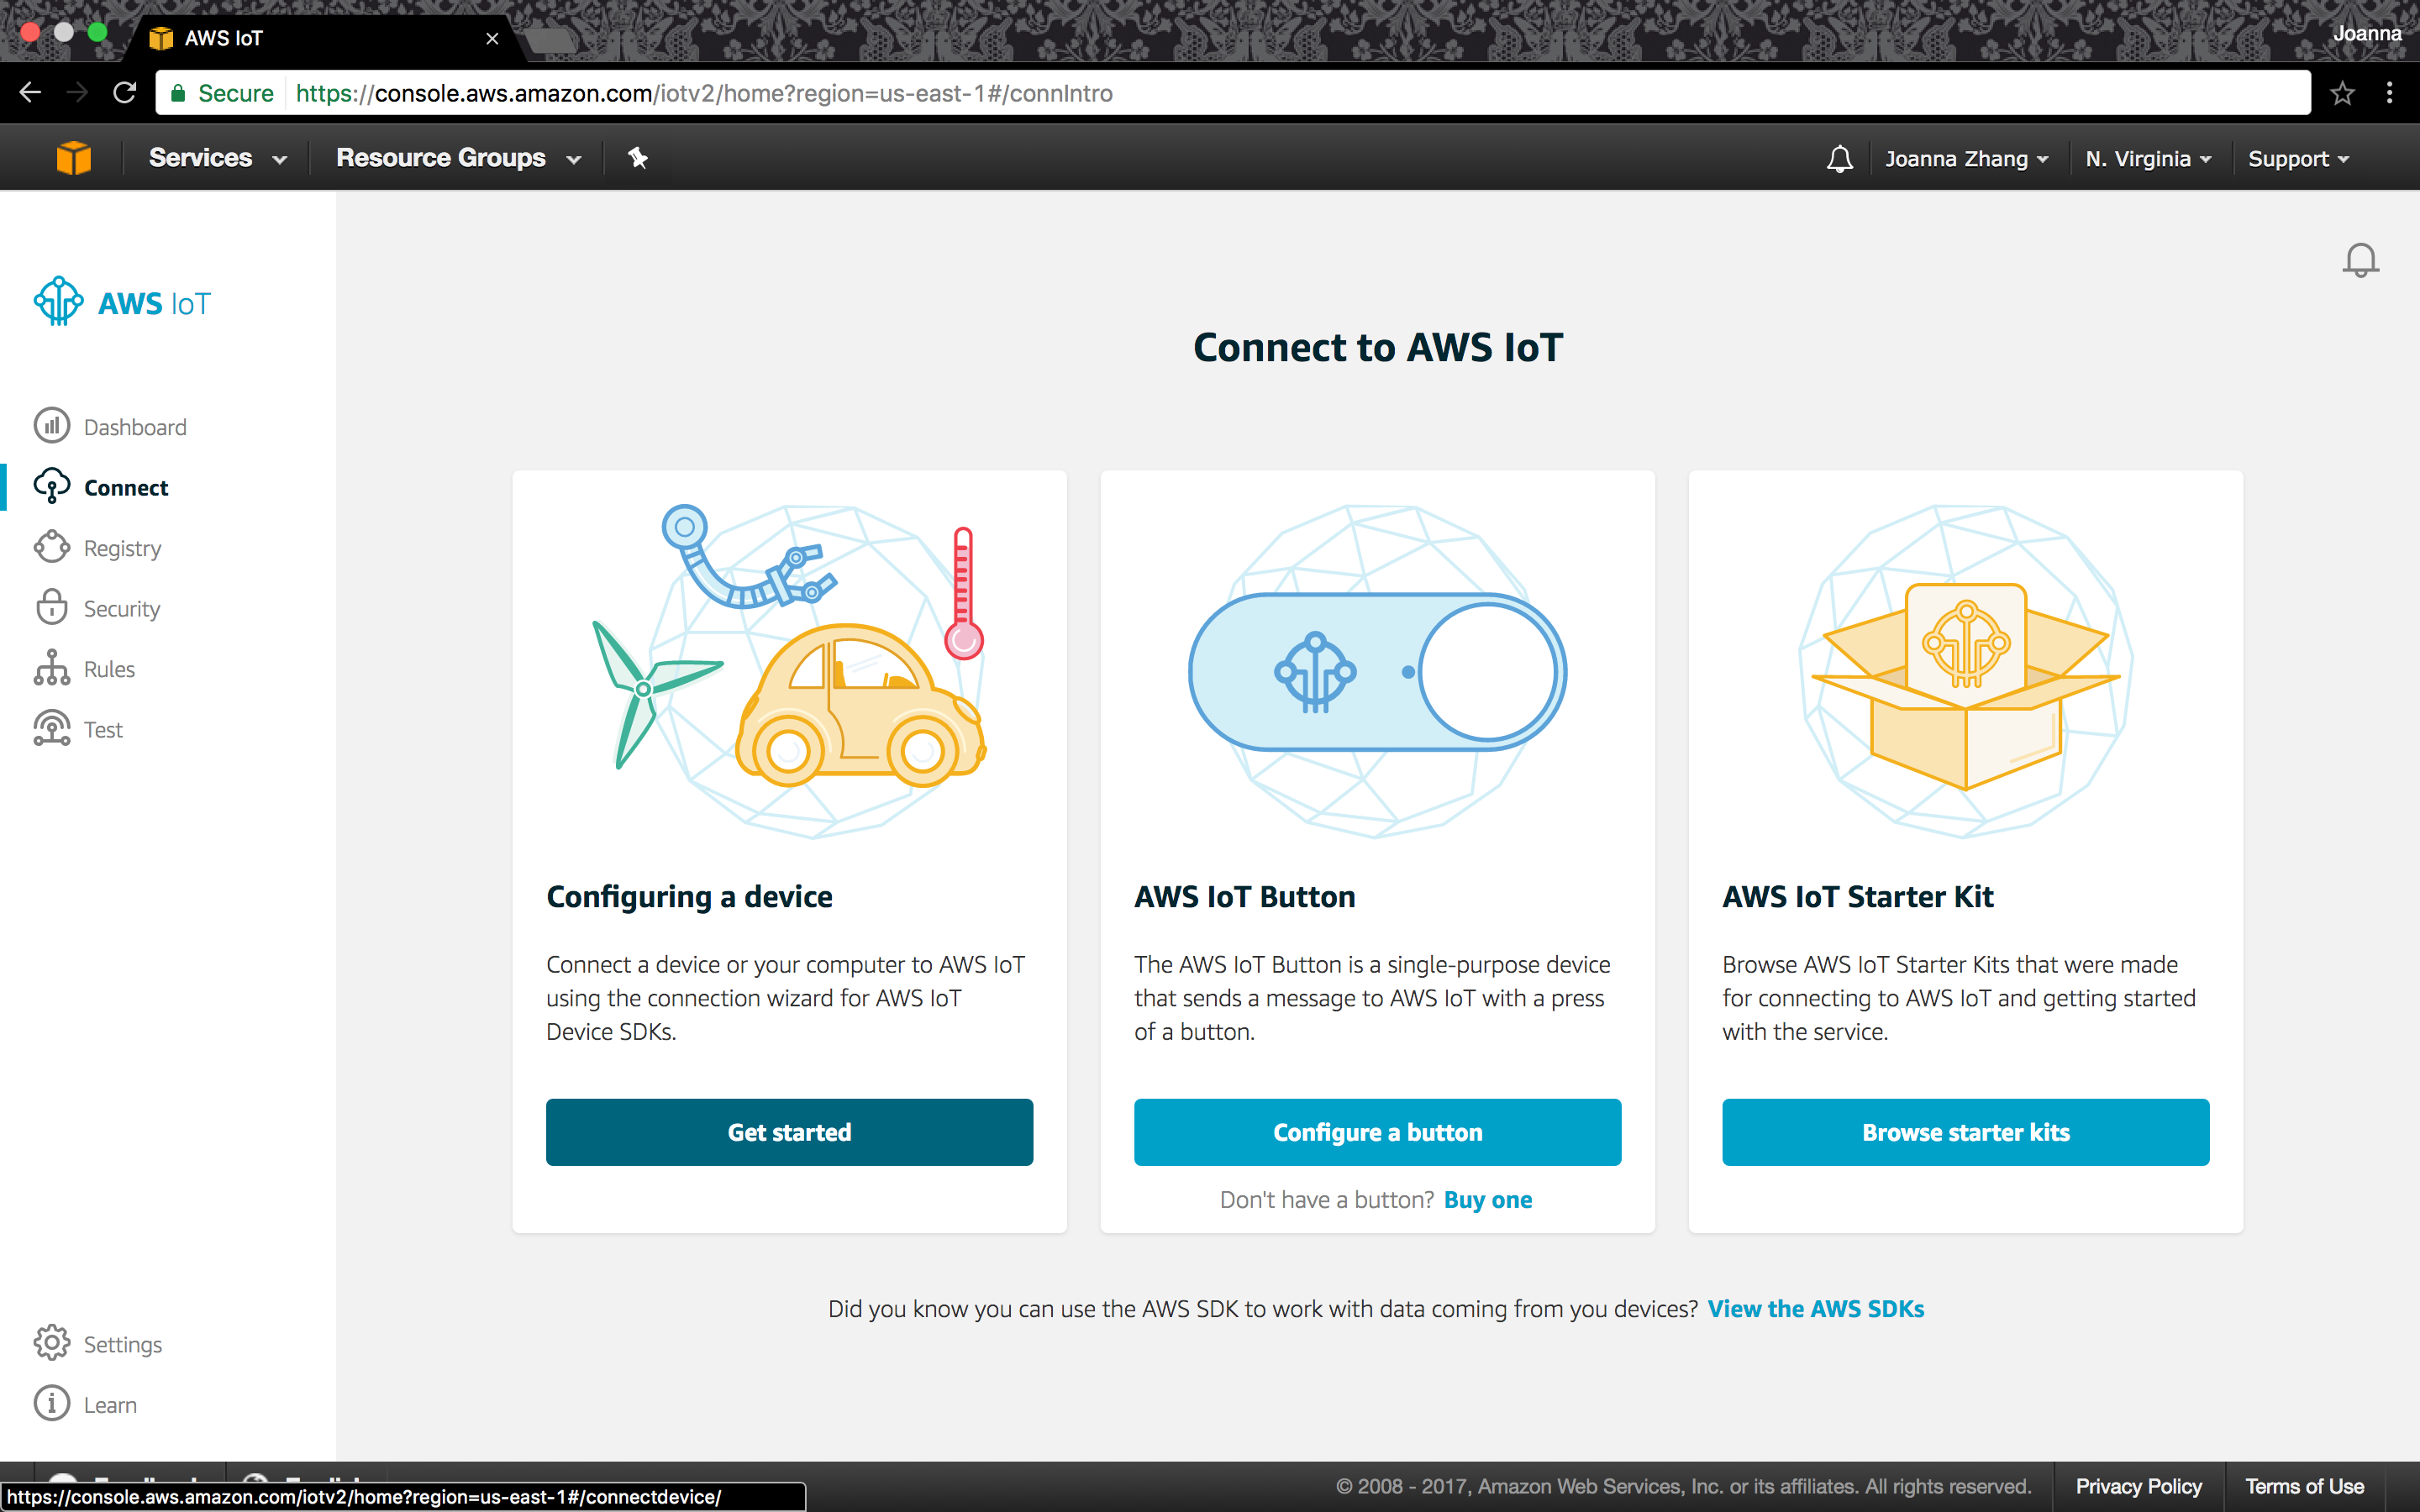 AWS IoT
Joanna
Secure https://console.aws.amazon.com/iotv2/home?region=us-east-1#/connIntro
Services Resource Groups Joanna Zhang N. Virginia Support
AWS IoT
Dashboard
Connect
Registry
Security
Rules
Test
Settings
Learn
Connect to AWS IoT
Configuring a device
Connect a device or your computer to AWS IoT
using the connection wizard for AWS IoT
Device SDKs.
Get started
AWS IoT Button
The AWS IoT Button is a single-purpose device
that sends a message to AWS IoT with a press
of a button.
Configure a button
Don't have a button? Buy one
AWS IoT Starter Kit
Browse AWS IoT Starter Kits that were made
for connecting to AWS IoT and getting started
with the service.
Browse starter kits
Did you know you can use the AWS SDK to work with data coming from you devices? View the AWS SDKs
© 2008 - 2017, Amazon Web Services, Inc. or its affiliates. All rights reserved. Privacy Policy Terms of Use
https://console.aws.amazon.com/iotv2/home?region=us-east-1#/connectdevice/